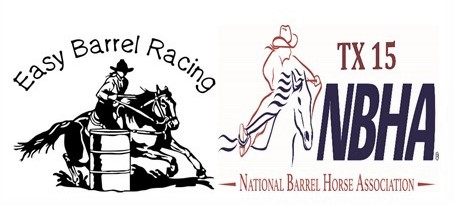 Easy Barrel Racing
TX 15
NBHA®
NATIONAL BARREL HORSE ASSOCIATION